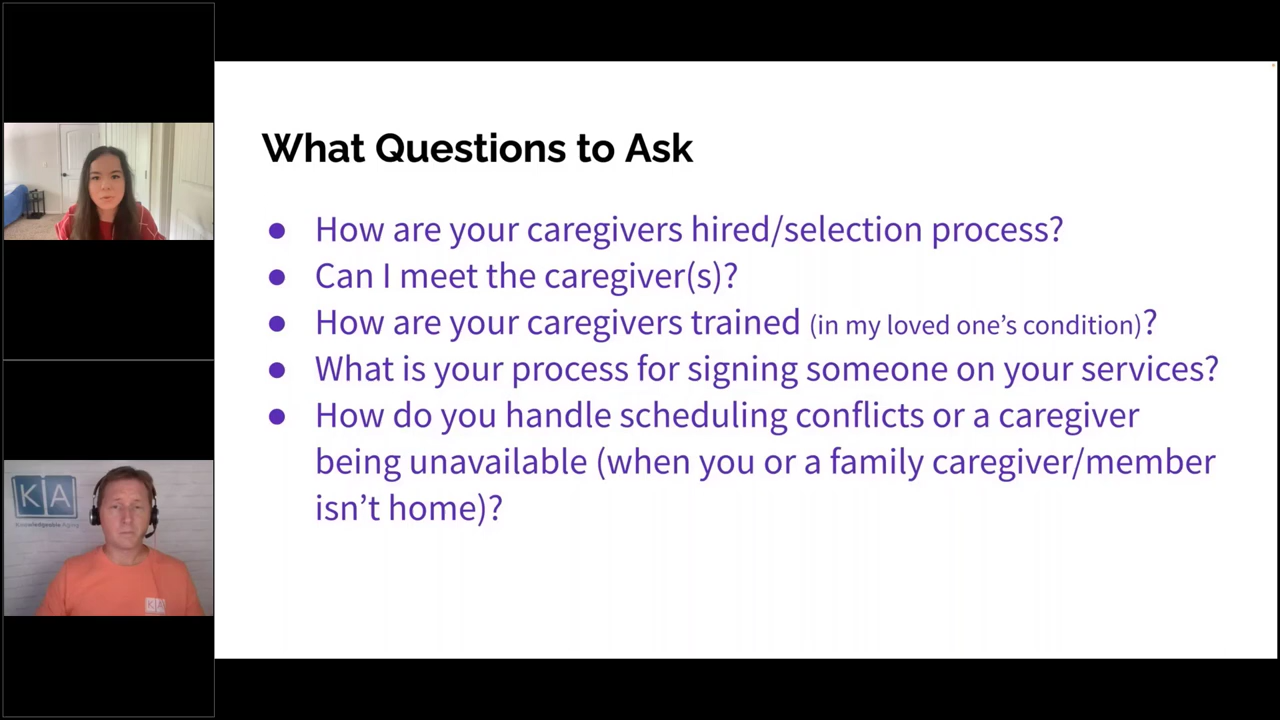 What Questions to Ask
● How are your caregivers hired/selection process?
● Can I meet the caregiver(s)?
● How are your caregivers trained (in my loved one’s condition)?
● What is your process for signing someone on your services?
● How do you handle scheduling conflicts or a caregiver
being unavailable (when you or a family caregiver/member
isn’t home)?
K A
Knowledgeable Aging
K A